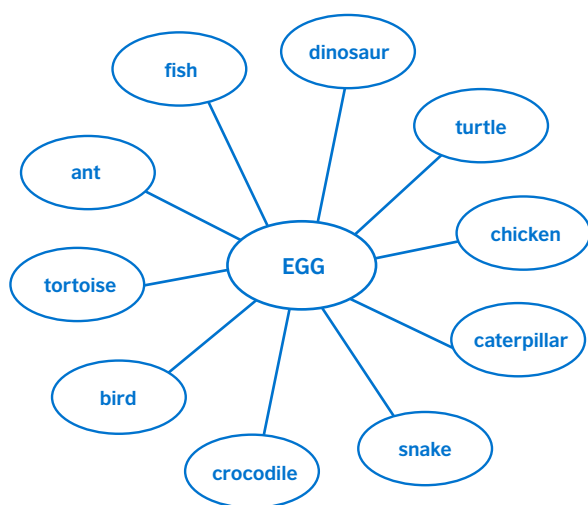 dinosaur
fish
turtle
ant
chicken
EGG
tortoise
caterpillar
bird
snake
crocodile